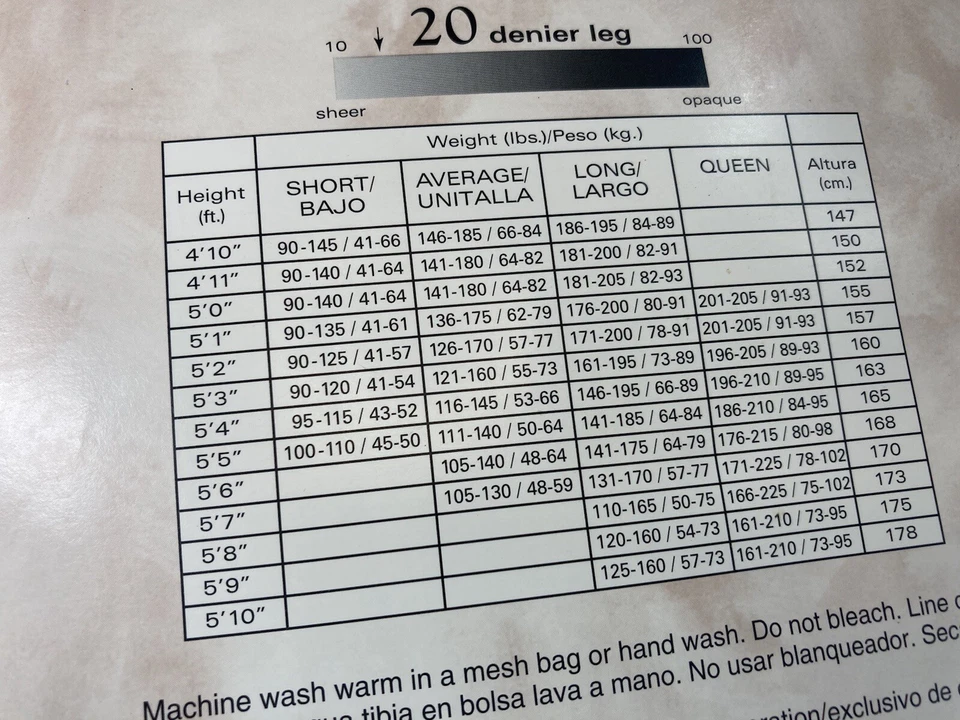 20 denier leg
10 100
sheer opaque
Weight (lbs.)/Peso (kg.)
Height (ft.) SHORT/BAJO AVERAGE/UNITALLA LONG/LARGO QUEEN Altura (cm.)
4'10" 90-145 / 41-66 146-185 / 66-84 186-195 / 84-89 147
4'11" 90-140 / 41-64 141-180 / 64-82 181-200 / 82-91 150
5'0" 90-140 / 41-64 141-180 / 64-82 181-205 / 82-93 152
5'1" 90-135 / 41-61 136-175 / 62-79 176-200 / 80-91 201-205 / 91-93 155
5'2" 90-125 / 41-57 126-170 / 57-77 171-200 / 78-91 201-205 / 91-93 157
5'3" 90-120 / 41-54 121-160 / 55-73 161-195 / 73-89 196-205 / 89-93 160
5'4" 95-115 / 43-52 116-145 / 53-66 146-195 / 66-89 196-210 / 89-95 163
5'5" 100-110 / 45-50 111-140 / 50-64 141-185 / 64-84 186-210 / 84-95 165
5'6" 105-140 / 48-64 141-175 / 64-79 176-215 / 80-98 168
5'7" 105-130 / 48-59 131-170 / 57-77 171-225 / 78-102 170
5'8" 110-165 / 50-75 166-225 / 75-102 173
5'9" 120-160 / 54-73 161-210 / 73-95 175
5'10" 125-160 / 57-73 161-210 / 73-95 178
Machine wash warm in a mesh bag or hand wash. Do not bleach. Line
tibia en bolsa lava a mano. No usar blanqueador.
exclusivo de